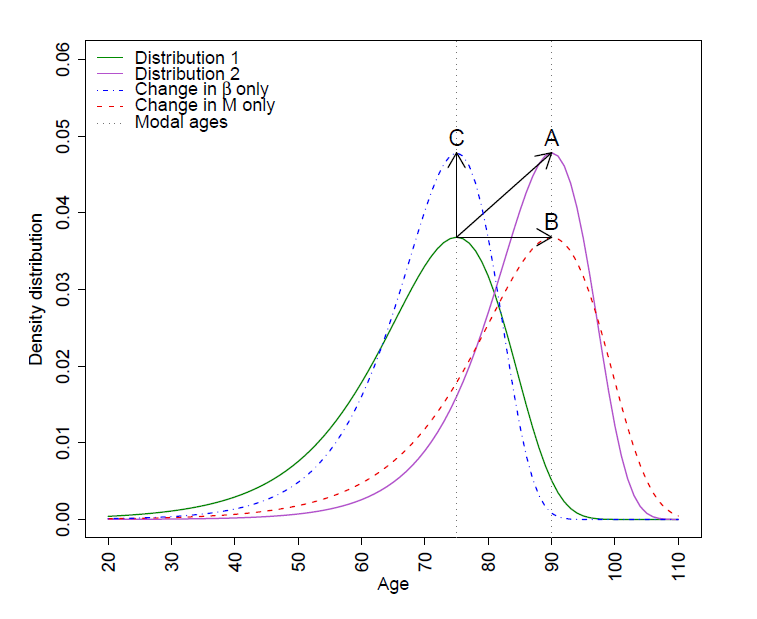 Distribution 1
Distribution 2
Change in β only
Change in M only
Modal ages
C
A
B
Density distribution
0.06
0.05
0.04
0.03
0.02
0.01
0.00
20 30 40 50 60 70 80 90 100 110
Age